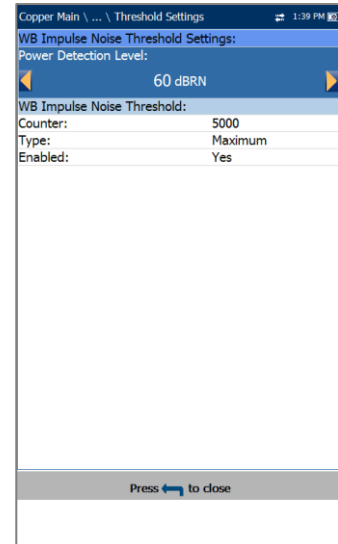 Copper Main \ ... \ Threshold Settings 1:39 PM
WB Impulse Noise Threshold Settings:
Power Detection Level:
60 dBRN
WB Impulse Noise Threshold:
Counter: 5000
Type: Maximum
Enabled: Yes
Press to close